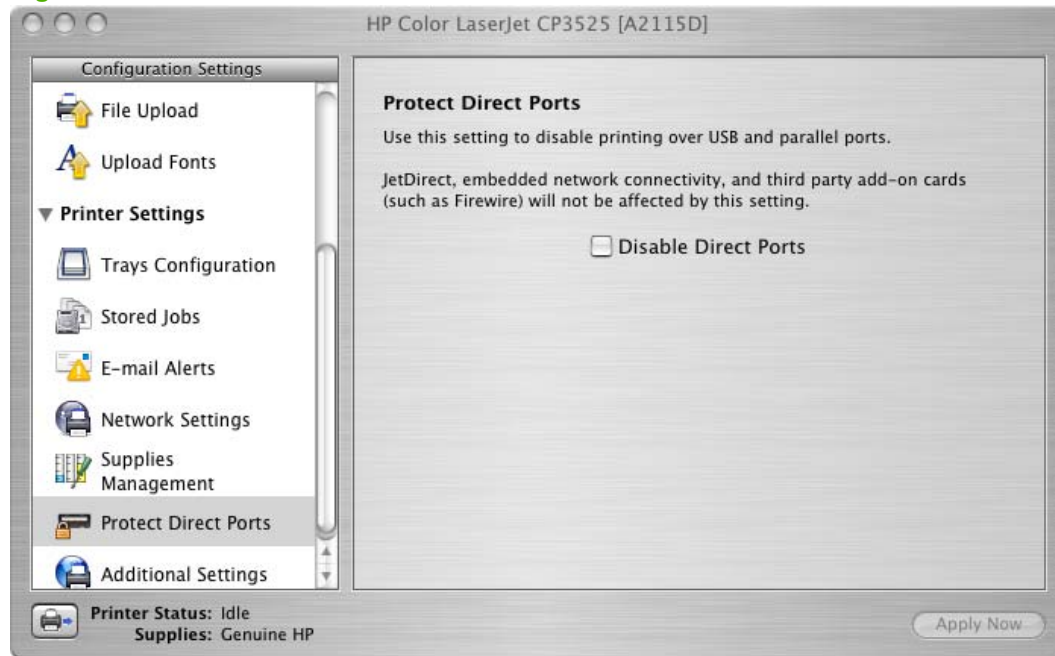 HP Color LaserJet CP3525 [A2115D]
Configuration Settings
File Upload
Upload Fonts
Printer Settings
Trays Configuration
Stored Jobs
E-mail Alerts
Network Settings
Supplies
Management
Protect Direct Ports
Additional Settings
Protect Direct Ports
Use this setting to disable printing over USB and parallel ports.
JetDirect, embedded network connectivity, and third party add-on cards
(such as Firewire) will not be affected by this setting.
Disable Direct Ports
Printer Status: Idle
Supplies: Genuine HP
Apply Now